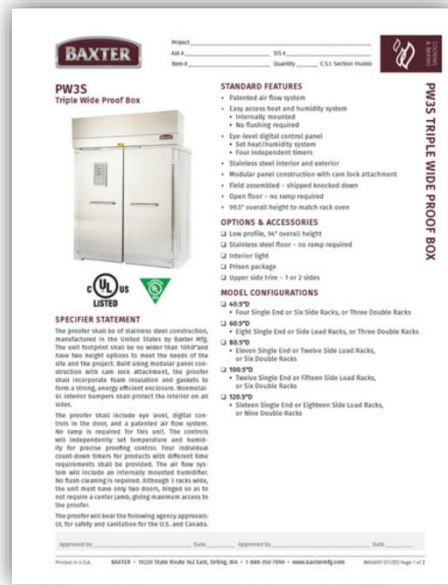 BAXTER
Project
AIA #
SIS #
Item #
Quantity
C.S.I. Section 114000
COOKING
& BAKING
PW3S
Triple Wide Proof Box
PW3S TRIPLE WIDE PROOF BOX
C UL US
LISTED
SPECIFIER STATEMENT
The proofer shall be of stainless steel construction,
manufactured in the United States by Baxter Mfg.
The unit footprint shall be no wider than 109.0" and
have two height options to meet the needs of the
site and the project. Built using modular panel con-
struction with cam lock attachment, the proofer
shall incorporate foam insulation and gaskets to
form a strong, energy efficient enclosure. Nonmetal-
lic interior bumpers shall protect the interior on all
sides.
The proofer shall include eye level, digital con-
trols in the door, and a patented air flow system.
No ramp is required for this unit. The controls
will independently set temperature and humid-
ity for precise proofing control. Four individual
count-down timers for products with different time
requirements shall be provided. The air flow sys-
tem will include an internally mounted humidifier.
No flush cleaning is required. Although 3 racks wide,
the unit must have only two doors, hinged so as to
not require a center jamb, giving maximum access to
the proofer.
The proofer will bear the following agency approvals:
UL for safety and sanitation for the U.S. and Canada.
STANDARD FEATURES
• Patented air flow system
• Easy access heat and humidity system
• Internally mounted
• No flushing required
• Eye-level digital control panel
• Set heat/humidity system
• Four independent timers
• Stainless steel interior and exterior
• Modular panel construction with cam lock attachment
• Field assembled – shipped knocked down
• Open floor – no ramp required
• 99.5" overall height to match rack oven
OPTIONS & ACCESSORIES
❏ Low profile, 94" overall height
❏ Stainless steel floor – no ramp required
❏ Interior light
❏ Prison package
❏ Upper side trim – 1 or 2 sides
MODEL CONFIGURATIONS
❏ 40.5"D
• Four Single End or Six Side Racks, or Three Double Racks
❏ 60.5"D
• Eight Single End or Side Load Racks, or Three Double Racks
❏ 80.5"D
• Eleven Single End or Twelve Side Load Racks,
or Six Double Racks
❏ 100.5"D
• Twelve Single End or Fifteen Side Load Racks,
or Six Double Racks
❏ 120.5"D
• Sixteen Single End or Eighteen Side Load Racks,
or Nine Double Racks
Approved by
Date
Approved by
Date
Printed in U.S.A.
BAXTER • 19220 State Route 162 East, Orting, WA • 1-800-350-7090 • www.baxtermfg.com
Page 1 of 2